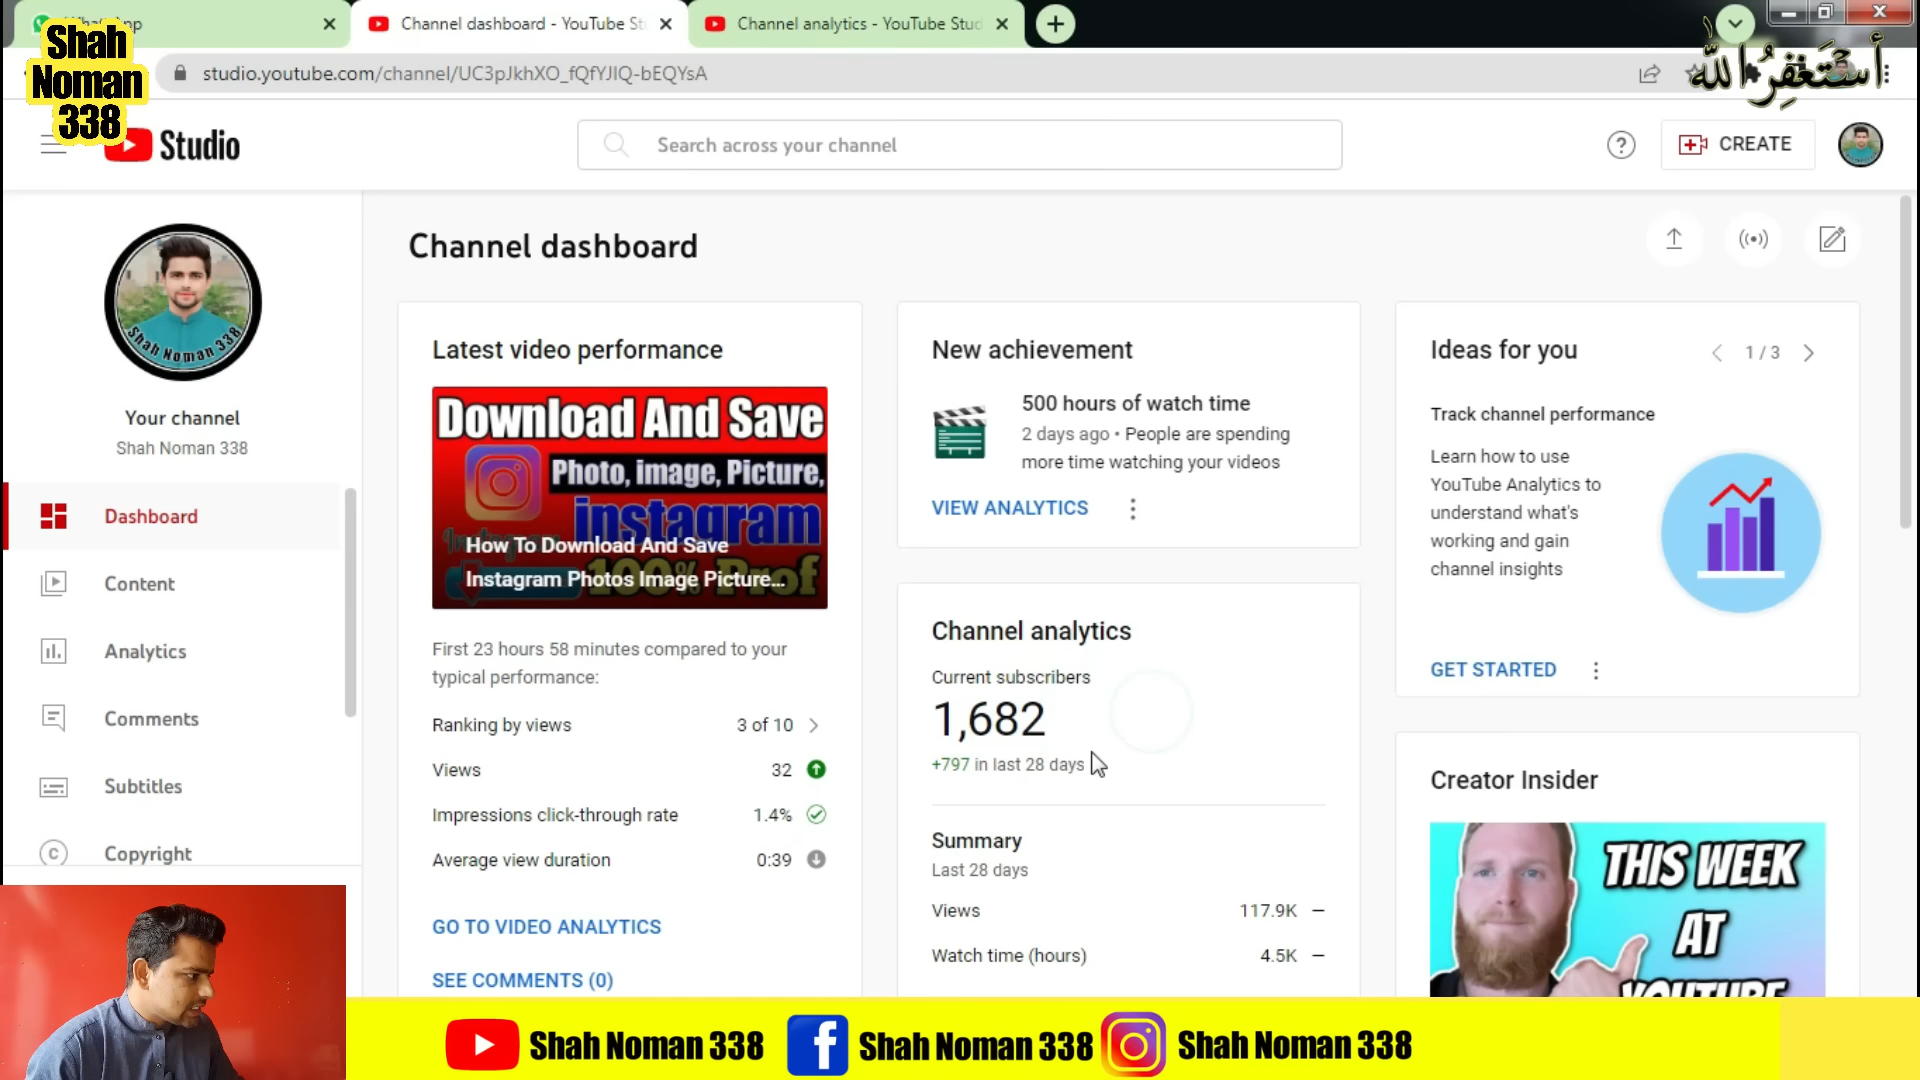 Shah
Noman
338
App
Channel dashboard - YouTube St
Channel analytics - YouTube Stud
studio.youtube.com/channel/UC3pJkhXO_fQfYJIQ-bEQYsA
أستغفر الله
Studio
Search across your channel
CREATE
Shah Noman 338
Your channel
Shah Noman 338
Dashboard
Content
Analytics
Comments
Subtitles
Copyright
Channel dashboard
Latest video performance
Download And Save
Photo, image, Picture,
instagram
How To Download And Save
Instagram Photos Image Picture...
100% Prof
First 23 hours 58 minutes compared to your
typical performance:
Ranking by views 3 of 10
Views 32
Impressions click-through rate 1.4%
Average view duration 0:39
GO TO VIDEO ANALYTICS
SEE COMMENTS (0)
New achievement
500 hours of watch time
2 days ago • People are spending
more time watching your videos
VIEW ANALYTICS
Channel analytics
Current subscribers
1,682
+797 in last 28 days
Summary
Last 28 days
Views 117.9K —
Watch time (hours) 4.5K —
Ideas for you
1 / 3
Track channel performance
Learn how to use
YouTube Analytics to
understand what's
working and gain
channel insights
GET STARTED
Creator Insider
THIS WEEK
AT
YOUTUBE
Shah Noman 338
Shah Noman 338
Shah Noman 338